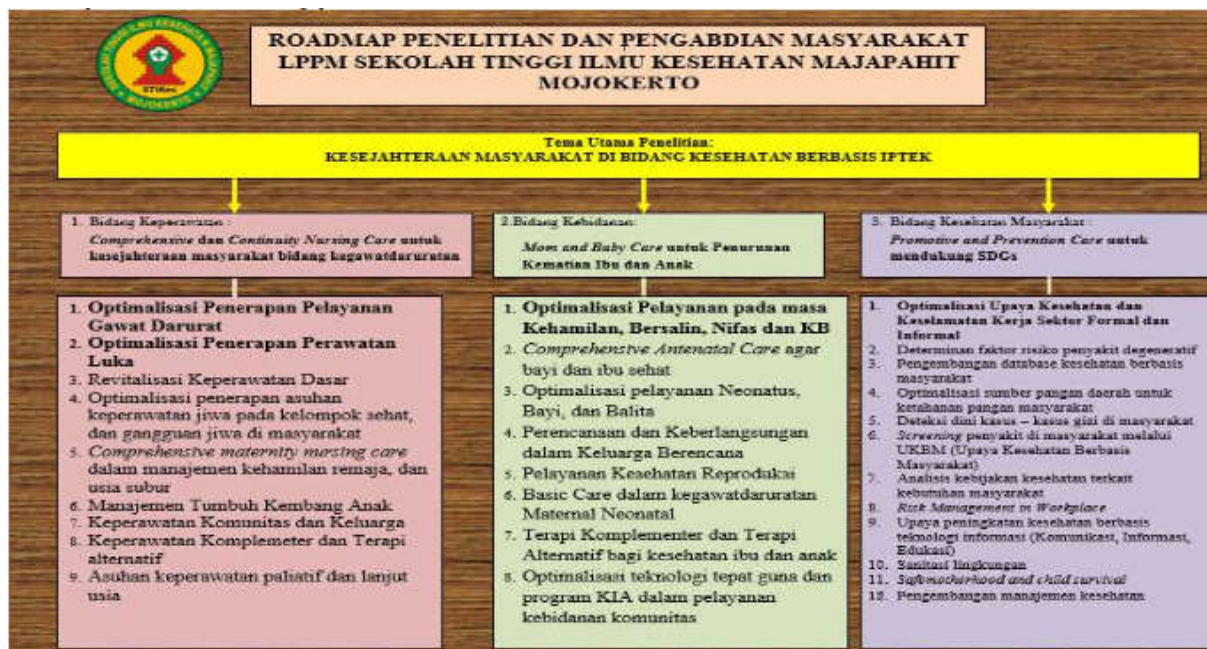 ROADMAP PENELITIAN DAN PENGABDIAN MASYARAKAT
LPPM SEKOLAH TINGGI ILMU KESEHATAN MAJAPAHIT
MOJOKERTO
Tema Utama Penelitian:
KESEJAHTERAAN MASYARAKAT DI BIDANG KESEHATAN BERBASIS IPTEK
1. Bidang Keperawatan :
Comprehensive dan Continuity Nursing Care untuk
kesejahteraan masyarakat bidang kegawatdaruratan
1. Optimalisasi Penerapan Pelayanan
Gawat Darurat
2. Optimalisasi Penerapan Perawatan
Luka
3. Revitalisasi Keperawatan Dasar
4. Optimalisasi penerapan asuhan
keperawatan jiwa pada kelompok sehat,
dan gangguan jiwa di masyarakat
5. Comprehensive maternity nursing care
dalam manajemen kehamilan remaja, dan
usia subur
6. Manajemen Tumbuh Kembang Anak
7. Keperawatan Komunitas dan Keluarga
8. Keperawatan Komplemeter dan Terapi
alternatif
9. Asuhan keperawatan paliatif dan lanjut
usia
2.Bidang Kebidanan:
Mom and Baby Care untuk Penurunan
Kematian Ibu dan Anak
1. Optimalisasi Pelayanan pada masa
Kehamilan, Bersalin, Nifas dan KB
2. Comprehensive Antenatal Care agar
bayi dan ibu sehat
3. Optimalisasi pelayanan Neonatus,
Bayi, dan Balita
4. Perencanaan dan Keberlangsungan
dalam Keluarga Berencana
5. Pelayanan Kesehatan Reproduksi
6. Basic Care dalam kegawatdaruratan
Maternal Neonatal
7. Terapi Komplementer dan Terapi
Alternatif bagi kesehatan ibu dan anak
8. Optimalisasi teknologi tepat guna dan
program KIA dalam pelayanan
kebidanan komunitas
3. Bidang Kesehatan Masyarakat :
Promotive and Prevention Care untuk
mendukung SDGs
1. Optimalisasi Upaya Kesehatan dan
Keselamatan Kerja Sektor Formal dan
Informal
2. Determinan faktor risiko penyakit degeneratif
3. Pengembangan database kesehatan berbasis
masyarakat
4. Optimalisasi sumber pangan daerah untuk
ketahanan pangan masyarakat
5. Deteksi dini kasus – kasus gizi di masyarakat
6. Screening penyakit di masyarakat melalui
UKBM (Upaya Kesehatan Berbasis
Masyarakat)
7. Analisis kebijakan kesehatan terkait
kebutuhan masyarakat
8. Risk Management in Workplace
9. Upaya peningkatan kesehatan berbasis
teknologi informasi (Komunikasi, Informasi,
Edukasi)
10. Sanitasi lingkungan
11. Safemotherhood and child survival
12. Pengembangan manajemen kesehatan